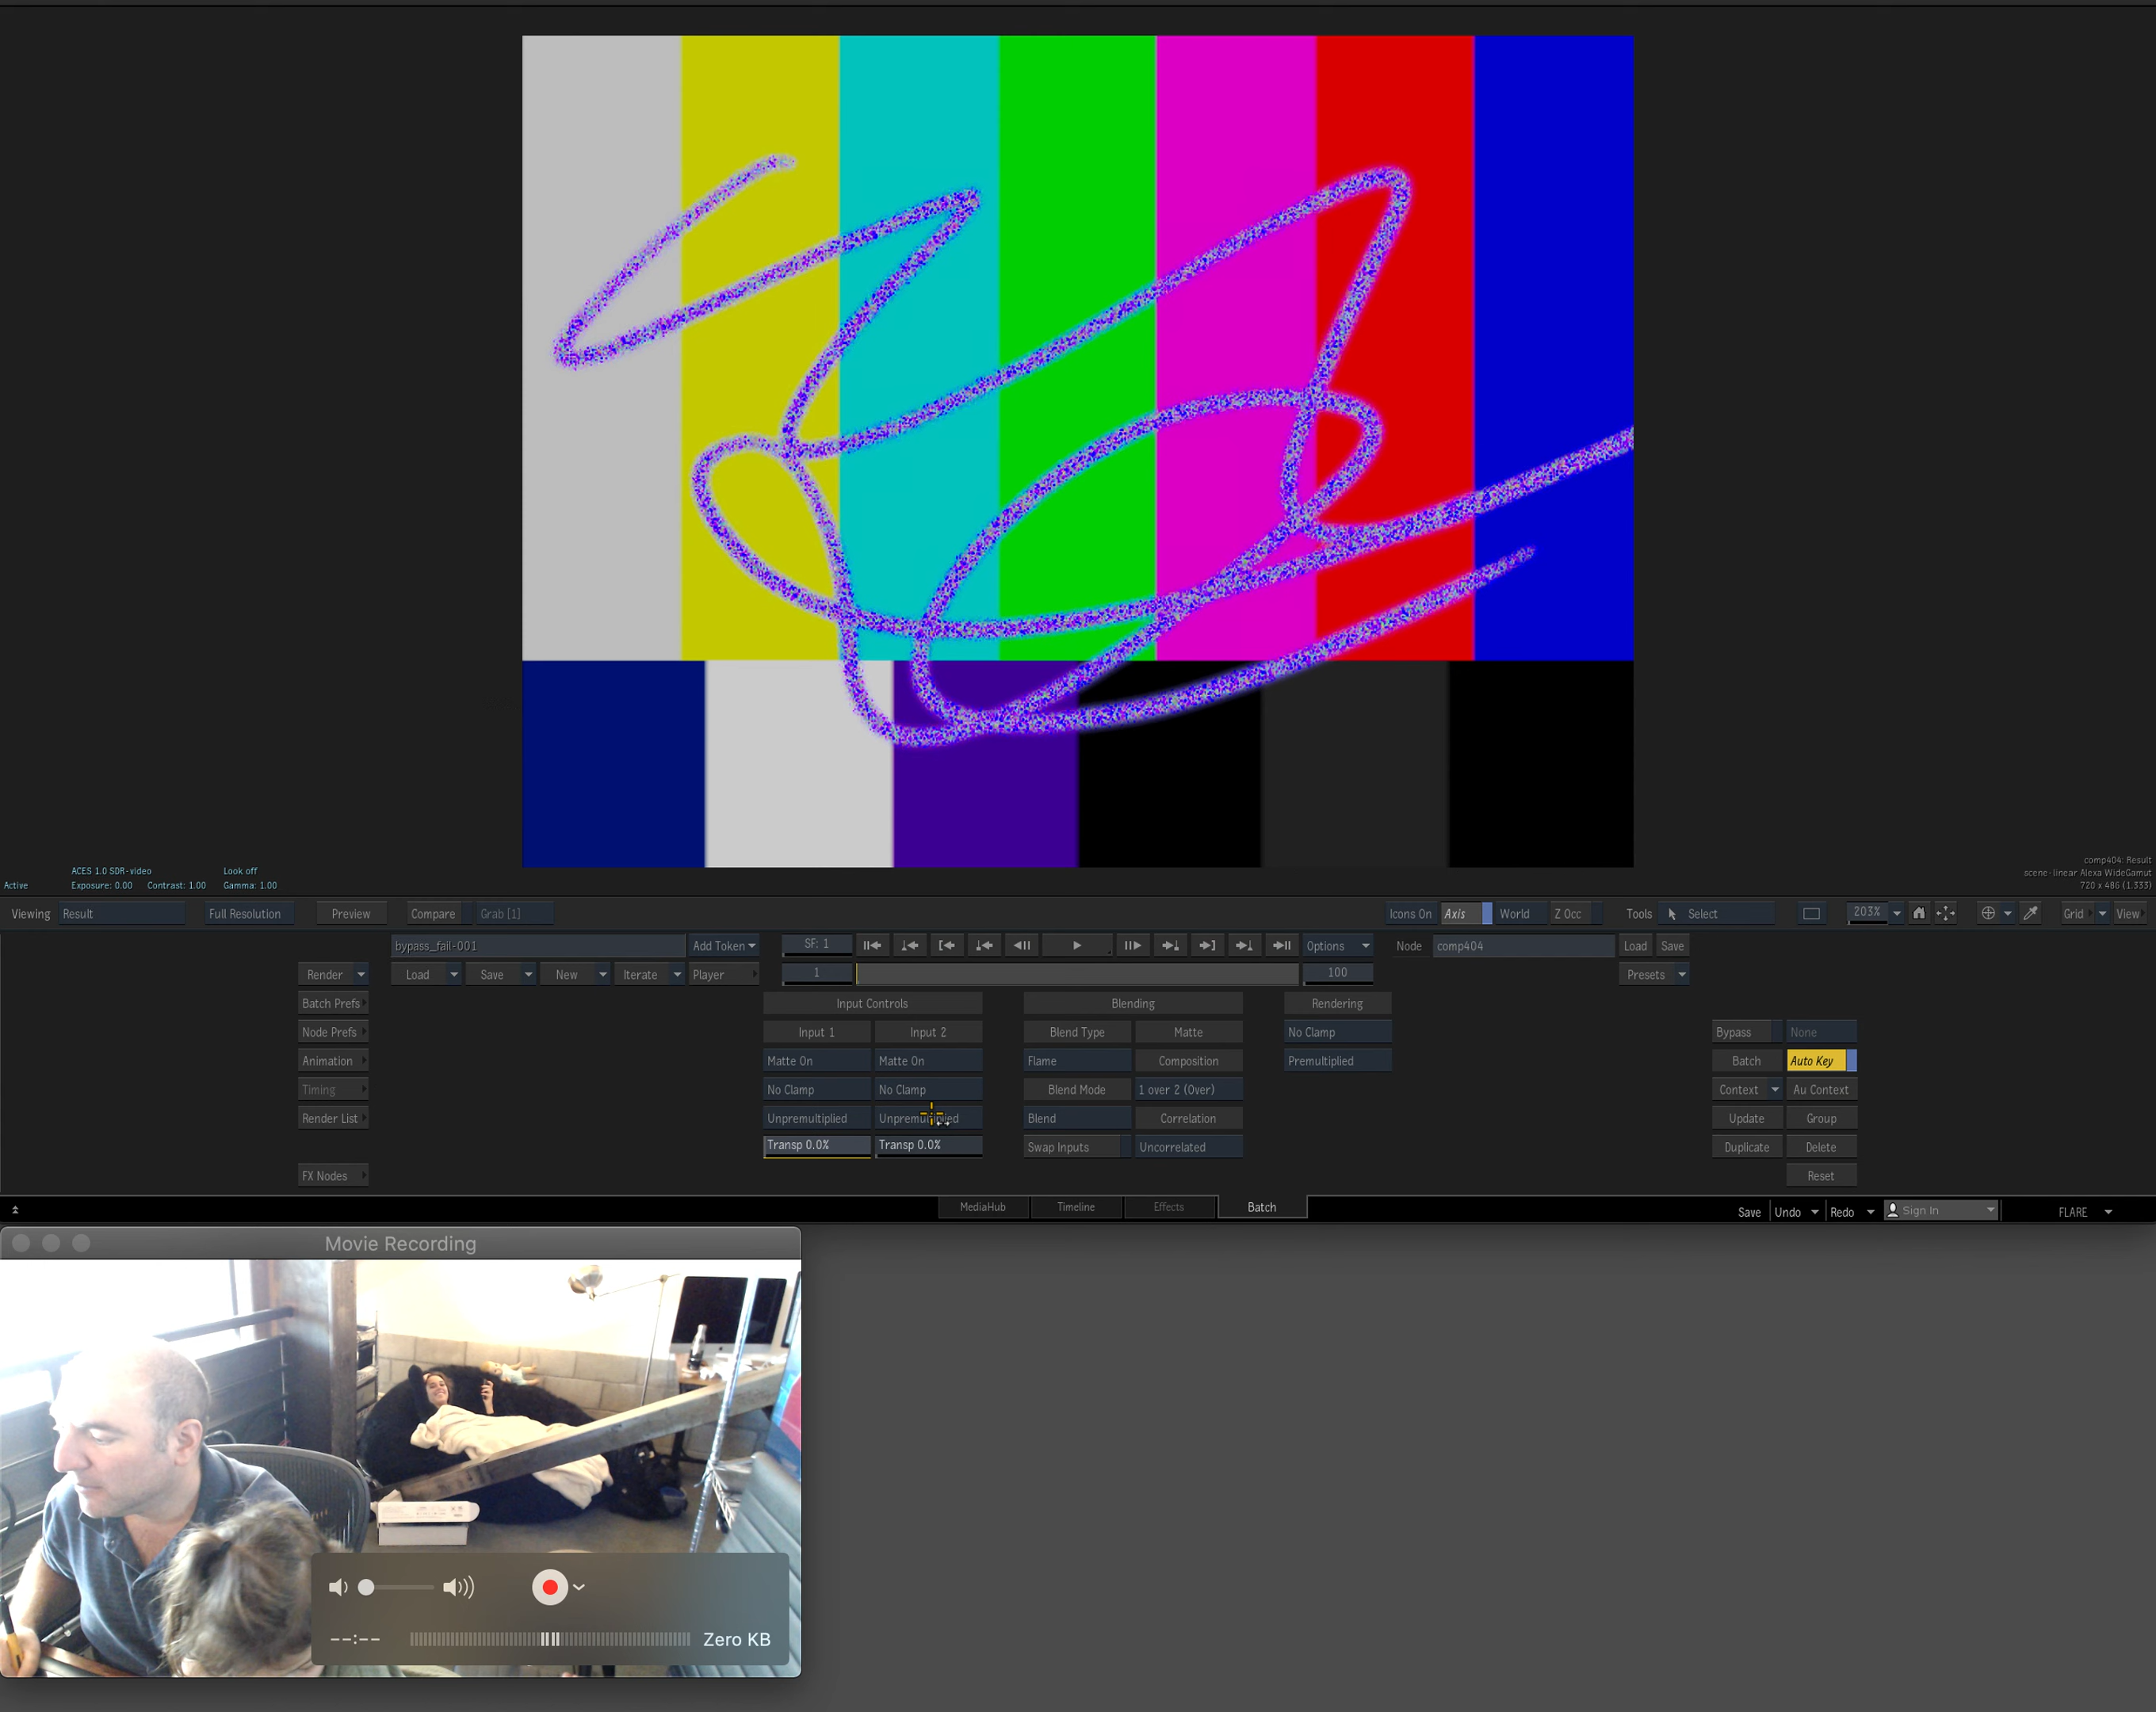 ACES 1.0 SDR-video Look off
Active Exposure: 0.00 Contrast: 1.00 Gamma: 1.00
comp404: Result
scene-linear Alexa WideGamut
720 x 486 (1.333)
Viewing Result Full Resolution Preview Compare Grab [1] Icons On Axis World Z Occ Tools Select 203% Grid View
bypass_fail-001 Add Token SF: 1 Options Node comp404 Load Save
Render Load Save New Iterate Player 1 100 Presets
Batch Prefs Input Controls Blending Rendering
Node Prefs Input 1 Input 2 Blend Type Matte No Clamp Bypass None
Animation Matte On Matte On Flame Composition Premultiplied Batch Auto Key
Timing No Clamp No Clamp Blend Mode 1 over 2 (Over) Context Au Context
Render List Unpremultiplied Unpremultiplied Blend Correlation Update Group
Transp 0.0% Transp 0.0% Swap Inputs Uncorrelated Duplicate Delete
FX Nodes Reset
MediaHub Timeline Effects Batch Save Undo Redo Sign In FLARE
Movie Recording
--:-- Zero KB